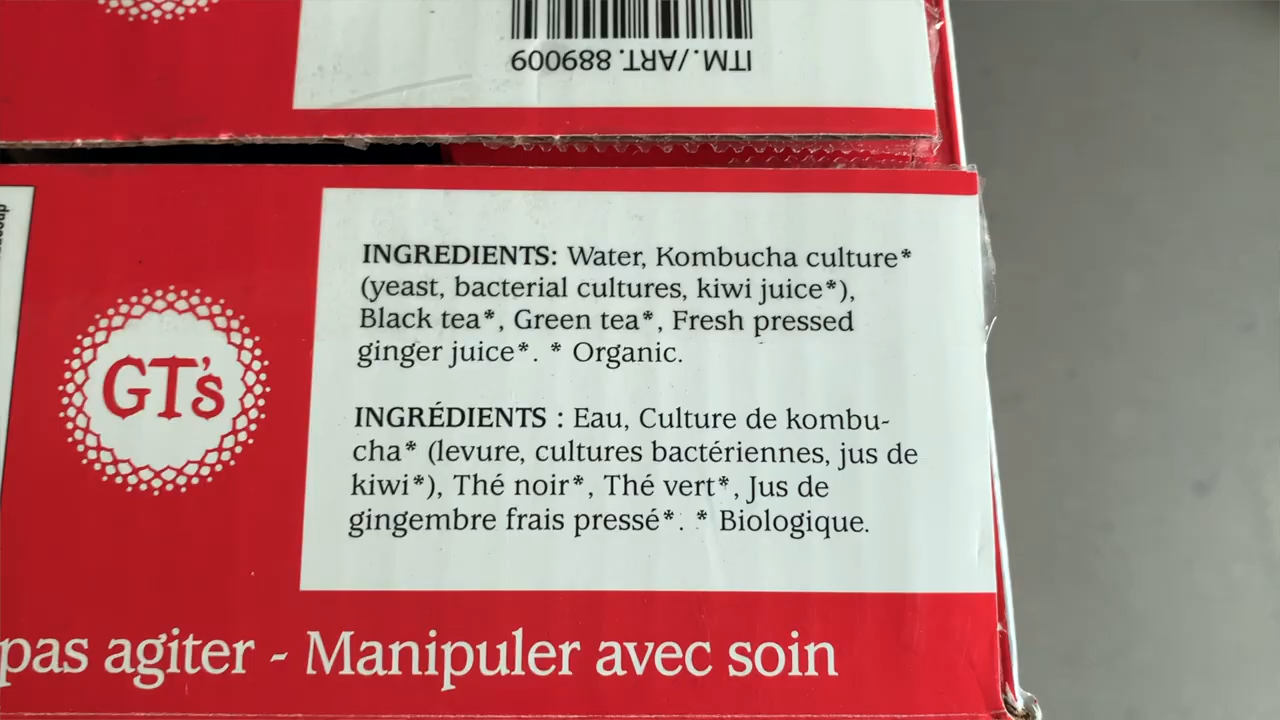 ITM./ART. 889009
INGREDIENTS: Water, Kombucha culture*
(yeast, bacterial cultures, kiwi juice*),
Black tea*, Green tea*, Fresh pressed
ginger juice*. * Organic.
GT's
INGRÉDIENTS : Eau, Culture de kombu-
cha* (levure, cultures bactériennes, jus de
kiwi*), Thé noir*, Thé vert*, Jus de
gingembre frais pressé*. * Biologique.
pas agiter - Manipuler avec soin